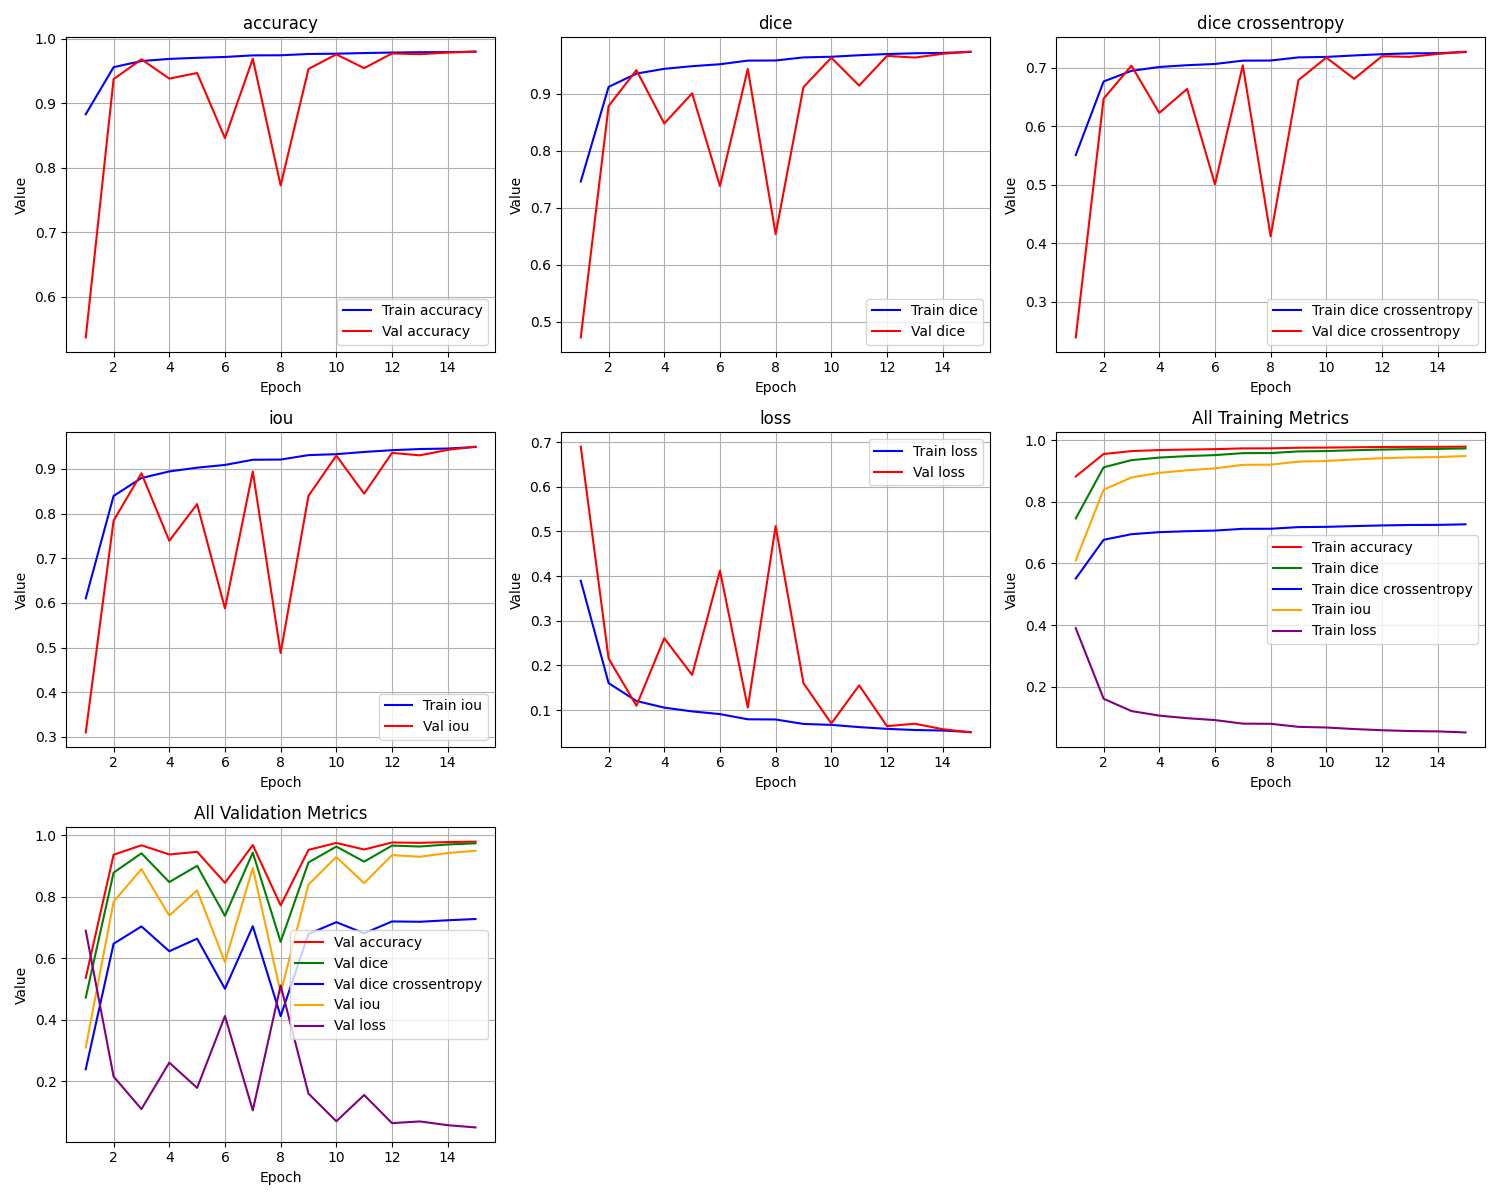 accuracy
1.0
0.9
0.8
0.7
0.6
Value
Train accuracy
Val accuracy
2 4 6 8 10 12 14
Epoch
dice
0.9
0.8
0.7
0.6
0.5
Value
Train dice
Val dice
2 4 6 8 10 12 14
Epoch
dice crossentropy
0.7
0.6
0.5
0.4
0.3
Value
Train dice crossentropy
Val dice crossentropy
2 4 6 8 10 12 14
Epoch
iou
0.9
0.8
0.7
0.6
0.5
0.4
0.3
Value
Train iou
Val iou
2 4 6 8 10 12 14
Epoch
loss
0.7
0.6
0.5
0.4
0.3
0.2
0.1
Value
Train loss
Val loss
2 4 6 8 10 12 14
Epoch
All Training Metrics
1.0
0.8
0.6
0.4
0.2
Value
Train accuracy
Train dice
Train dice crossentropy
Train iou
Train loss
2 4 6 8 10 12 14
Epoch
All Validation Metrics
1.0
0.8
0.6
0.4
0.2
Value
Val accuracy
Val dice
Val dice crossentropy
Val iou
Val loss
2 4 6 8 10 12 14
Epoch